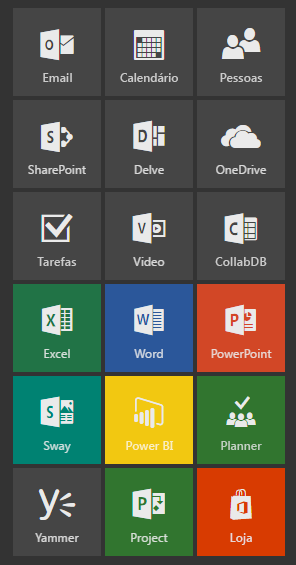 Email
Calendário
Pessoas
SharePoint
Delve
OneDrive
Tarefas
Video
CollabDB
Excel
Word
PowerPoint
Sway
Power BI
Planner
Yammer
Project
Loja